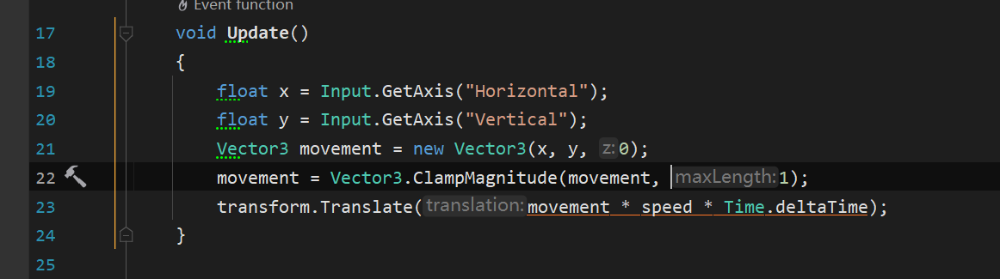 Event function
17 void Update()
18 {
19 float x = Input.GetAxis("Horizontal");
20 float y = Input.GetAxis("Vertical");
21 Vector3 movement = new Vector3(x, y, z:0);
22 movement = Vector3.ClampMagnitude(movement, maxLength:1);
23 transform.Translate(translation:movement * speed * Time.deltaTime);
24 }
25